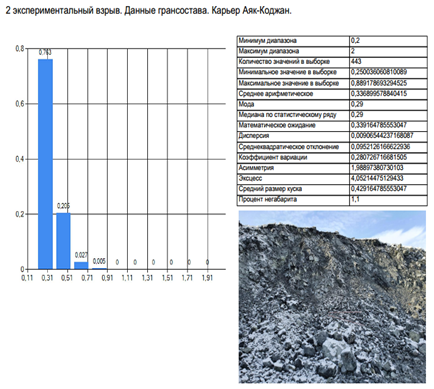 2 экспериментальный взрыв. Данные грансостава. Карьер Аяк-Коджан.
0,8
0,6
0,4
0,2
0
0,763
0,205
0.027
0,005
0
0
0
0
0
0,11
0,31
0,51
0,71
0,91
1,11
1,31
1,51
1,71
1,91
Минимум диапазона 0,2
Максимум диапазона 2
Количество значений в выборке 443
Минимальное значение в выборке 0,250036060810089
Максимальное значение в выборке 0,889178693294525
Среднее арифметическое 0,336899578840415
Мода 0,29
Медиана по статистическому ряду 0,29
Математическое ожидание 0,339164785553047
Дисперсия 0,00906544237168087
Среднеквадратическое отклонение 0,0952126166622936
Коэффициент вариации 0,280726716681505
Асимметрия 1,98897380730103
Эксцесс 4,05214475129433
Средний размер куска 0,429164785553047
Процент негабарита 1,1